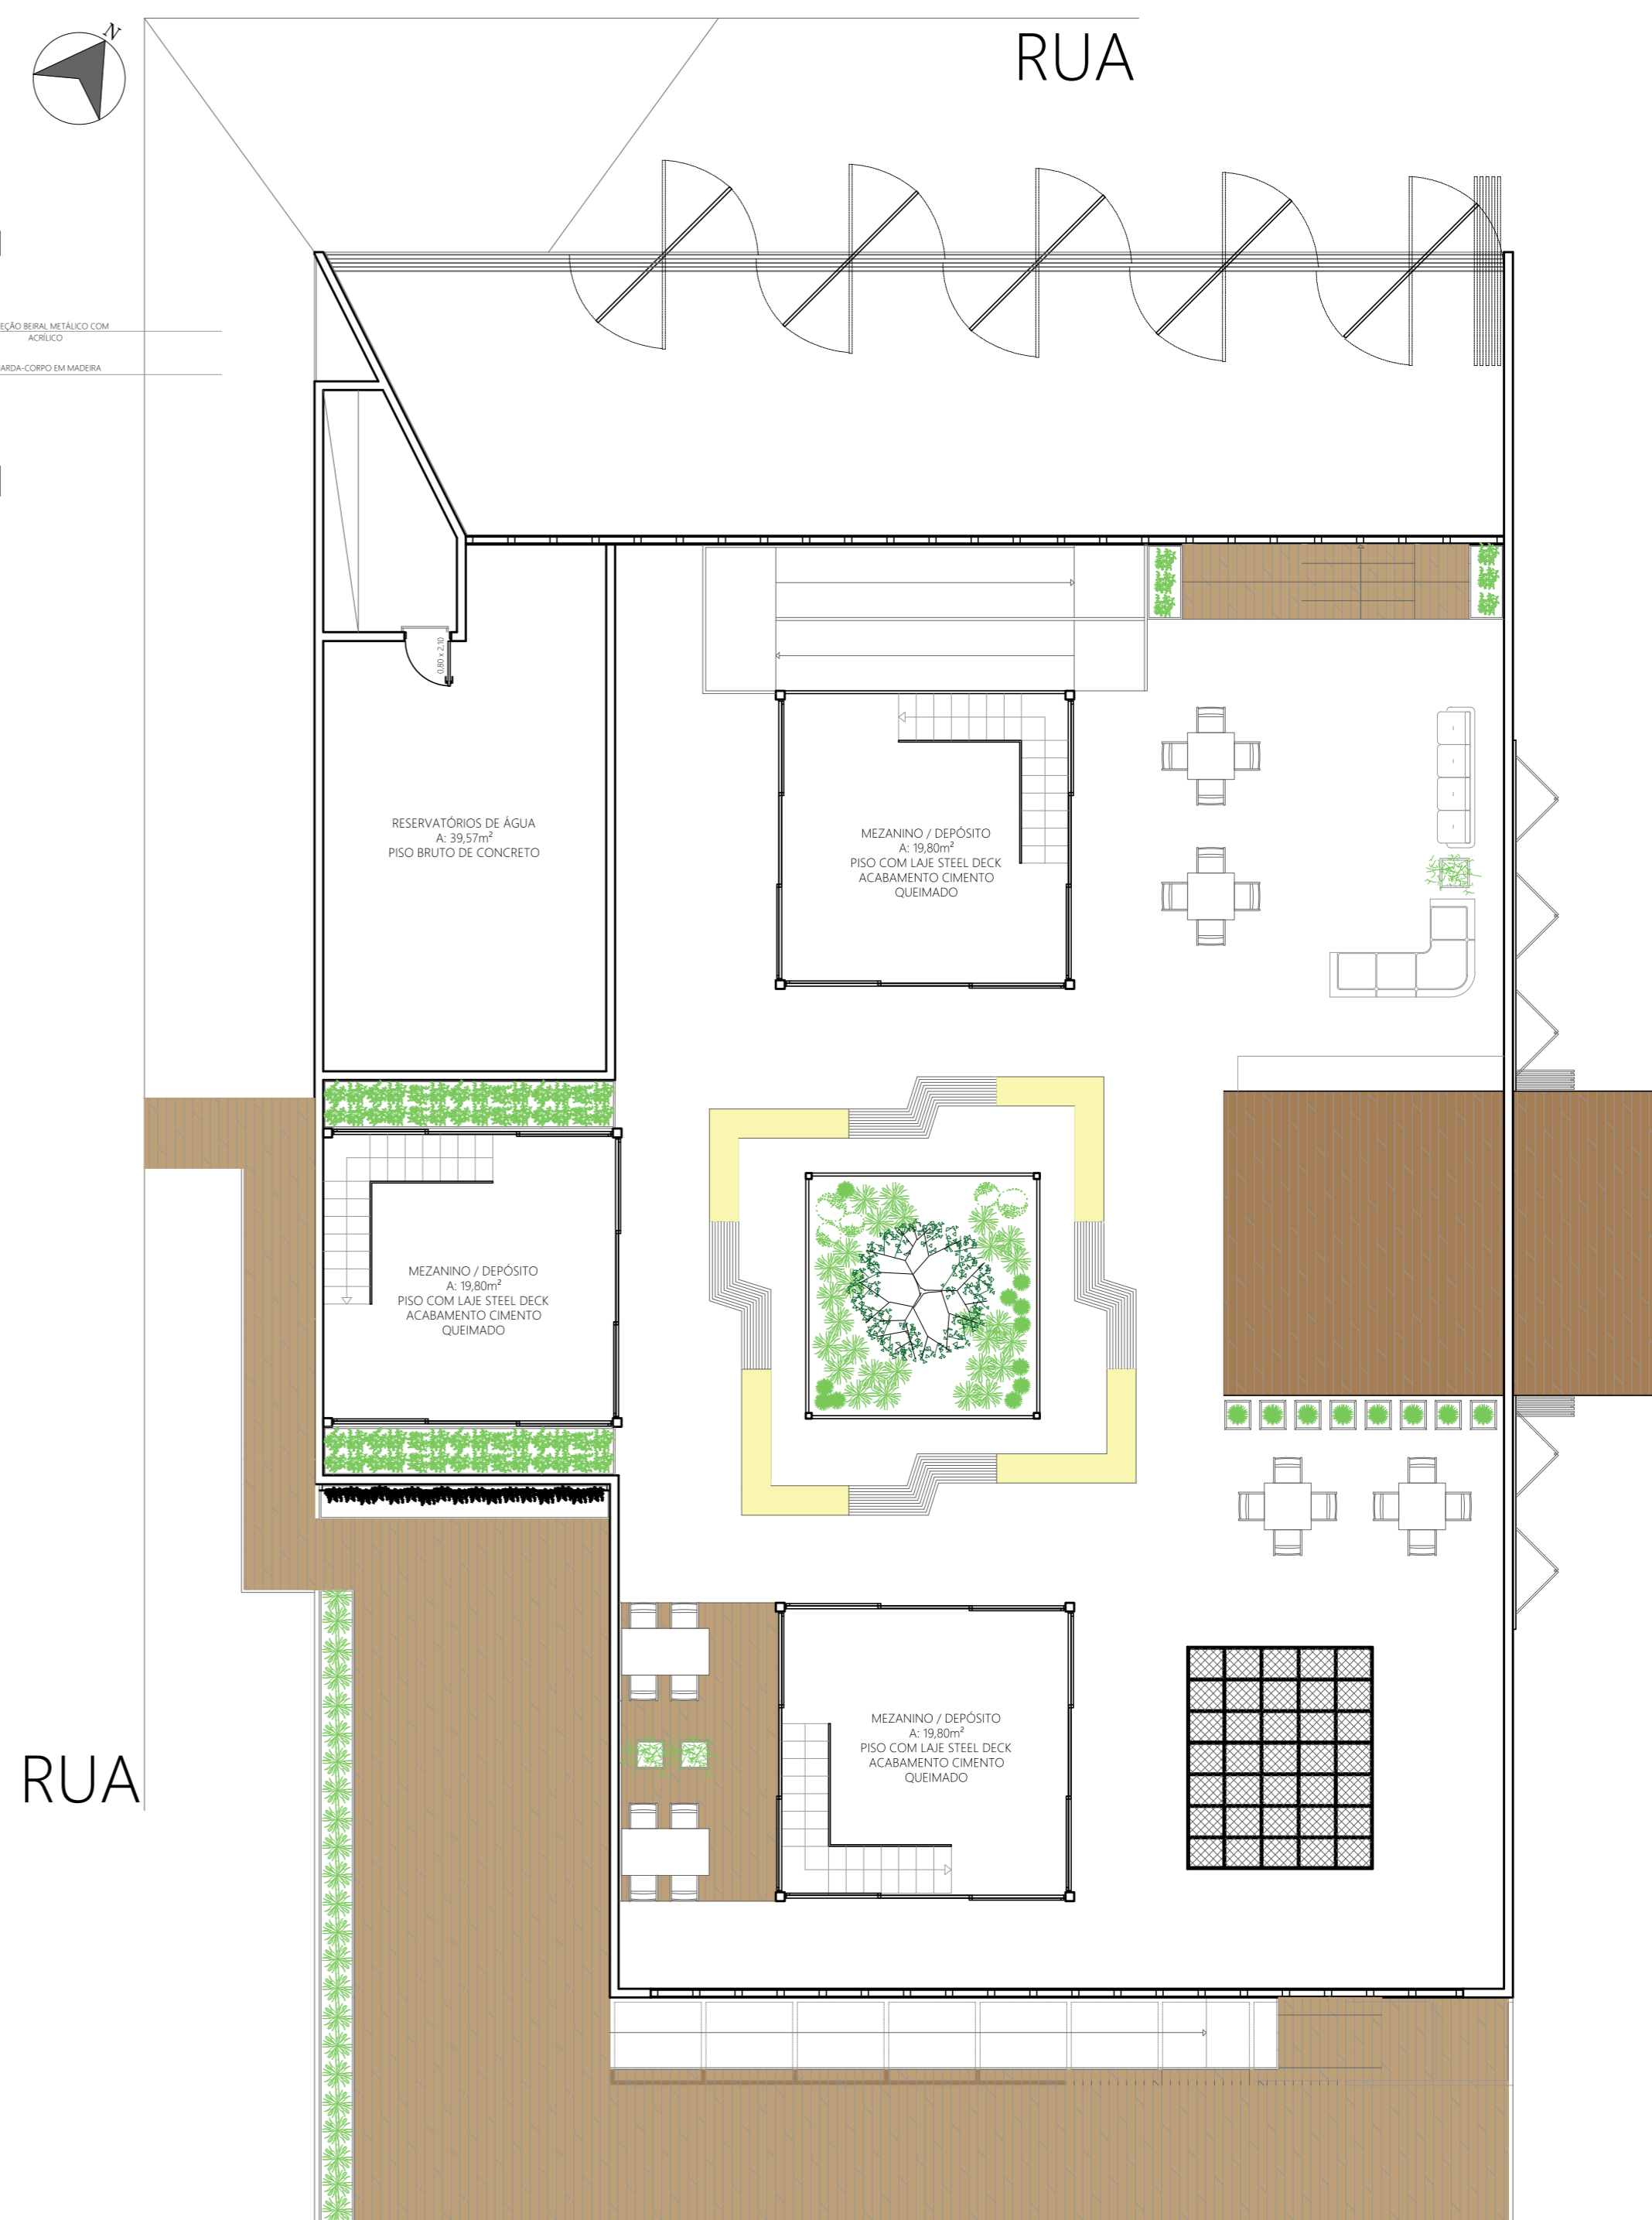 N
RUA
EÇÃO BEIRAL METÁLICO COM
ACRÍLICO
ARDA-CORPO EM MADEIRA
0,80 x 2,10
RESERVATÓRIOS DE ÁGUA
A: 39,57m²
PISO BRUTO DE CONCRETO
MEZANINO / DEPÓSITO
A: 19,80m²
PISO COM LAJE STEEL DECK
ACABAMENTO CIMENTO
QUEIMADO
MEZANINO / DEPÓSITO
A: 19,80m²
PISO COM LAJE STEEL DECK
ACABAMENTO CIMENTO
QUEIMADO
MEZANINO / DEPÓSITO
A: 19,80m²
PISO COM LAJE STEEL DECK
ACABAMENTO CIMENTO
QUEIMADO
RUA